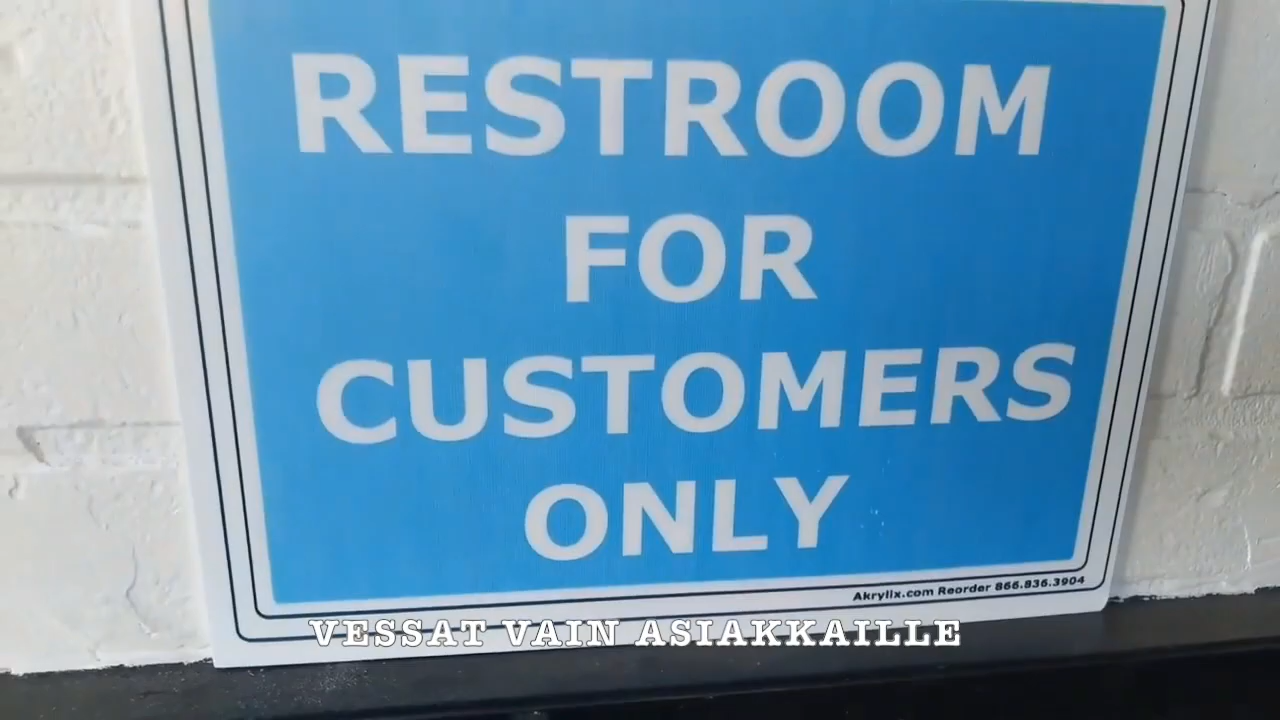 RESTROOM
FOR
CUSTOMERS
ONLY
Akrylix.com Reorder 866.836.3904
VESSAT VAIN ASIAKKAILLE